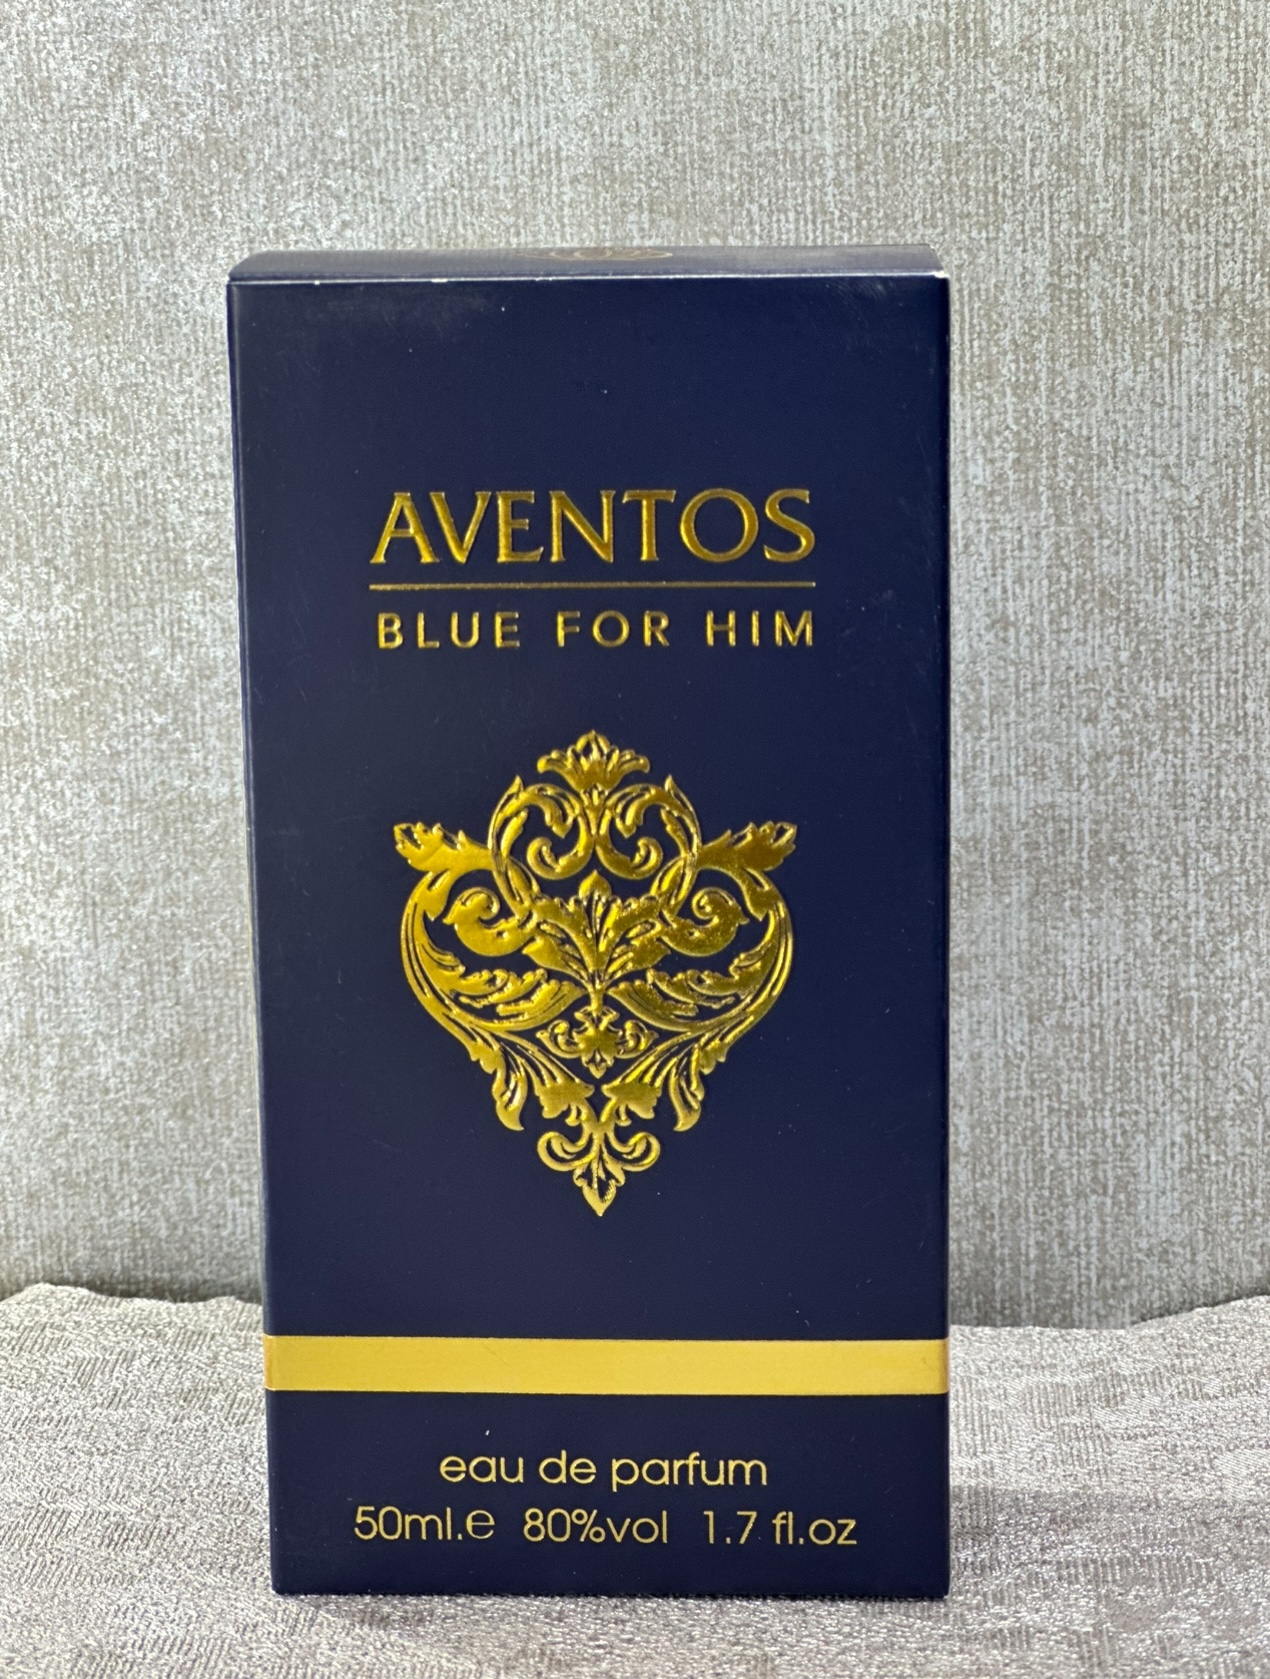 AVENTOS
BLUE FOR HIM
eau de parfum
50ml.e 80%vol 1.7 fl.oz